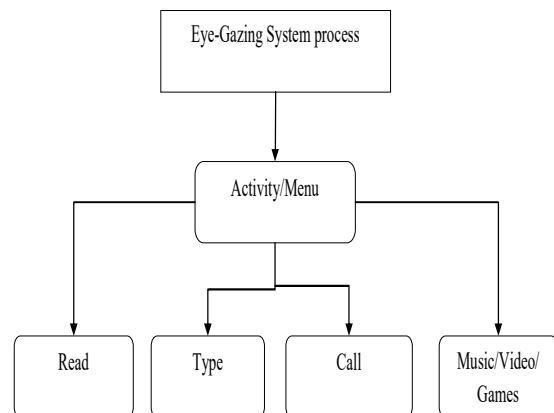 Eye-Gazing System process
Activity/Menu
Read
Type
Call
Music/Video/
Games